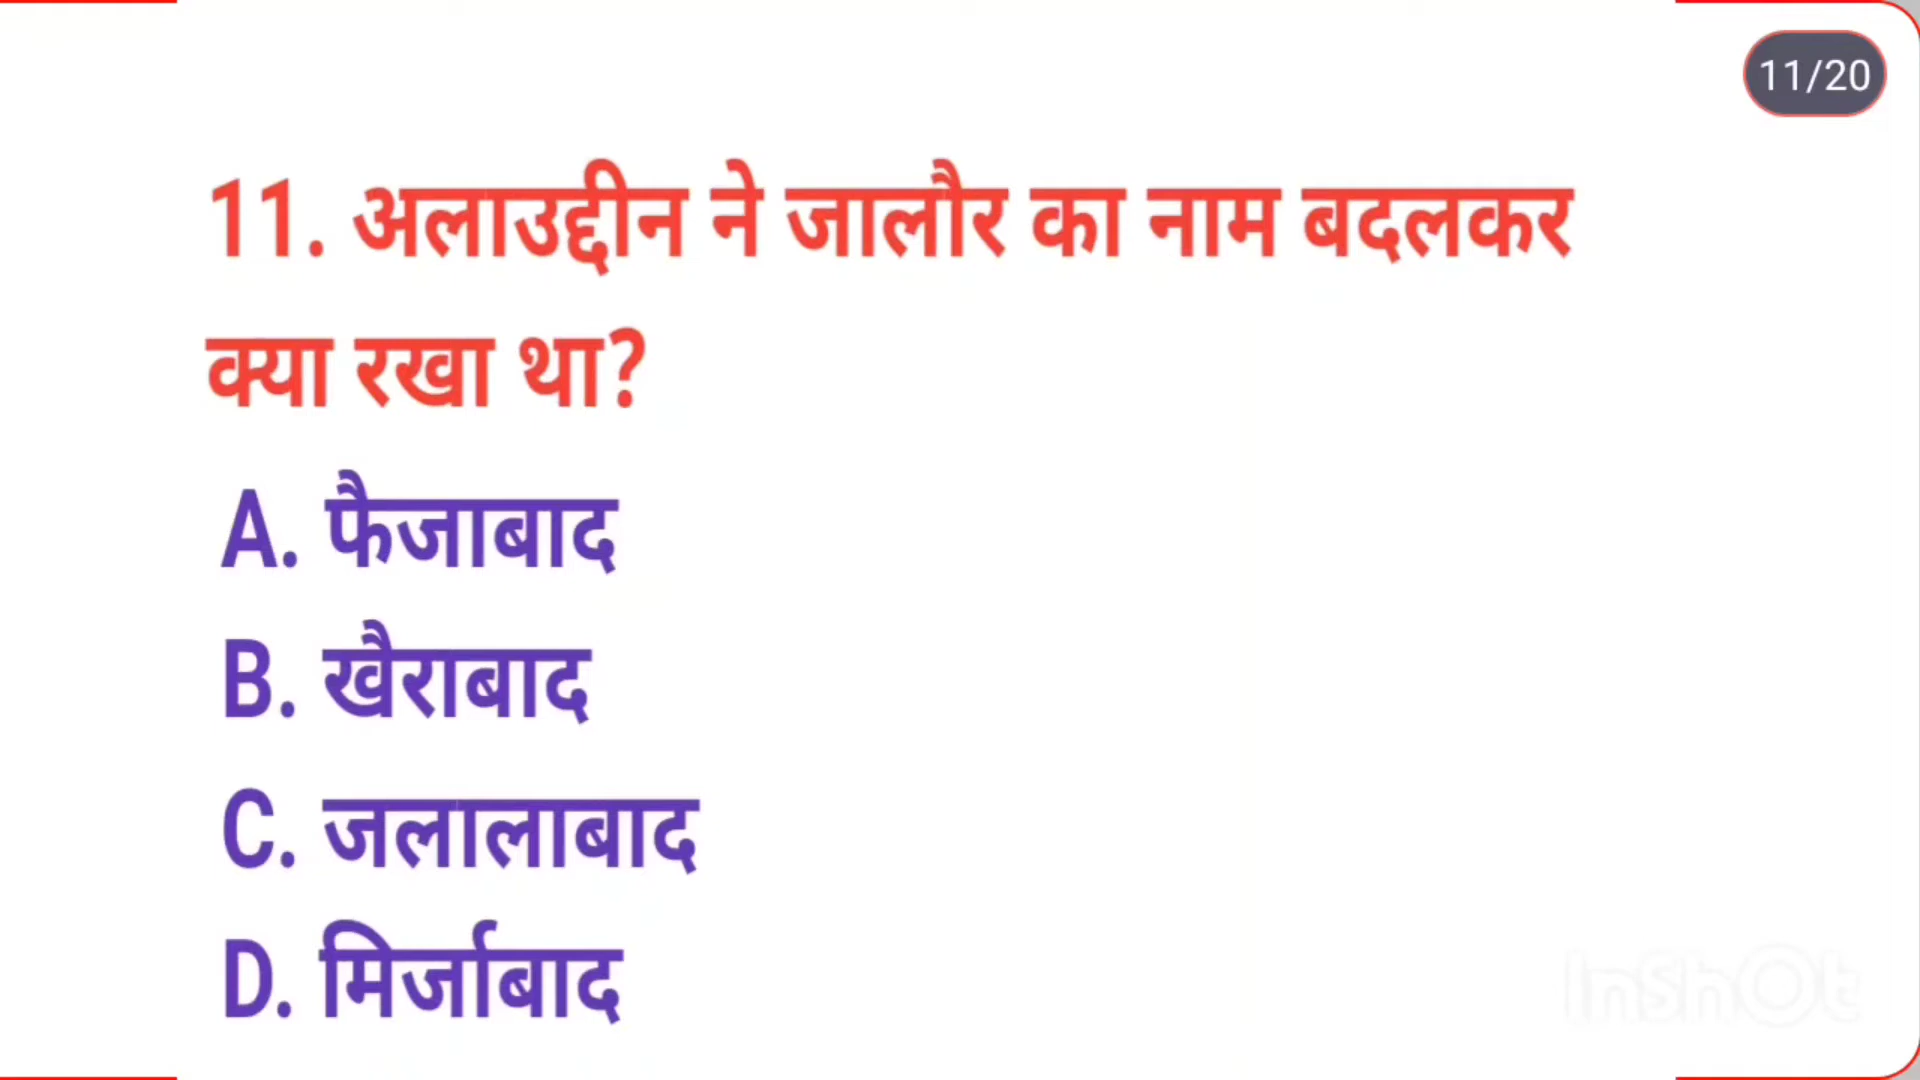 11/20
11. अलाउद्दीन ने जालौर का नाम बदलकर
क्या रखा था?
A. फैजाबाद
B. खैराबाद
C. जलालाबाद
D. मिर्जाबाद
InShOt